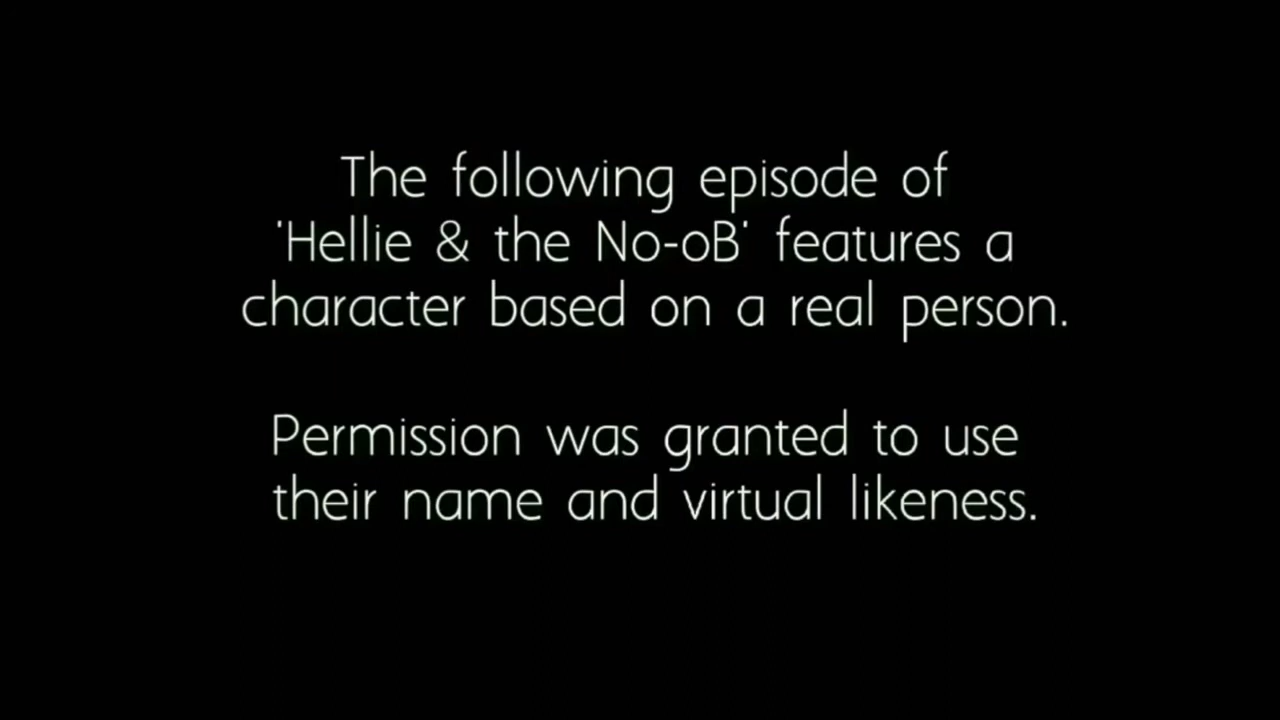 The following episode of
'Hellie & the No-oB' features a
character based on a real person.
Permission was granted to use
their name and virtual likeness.